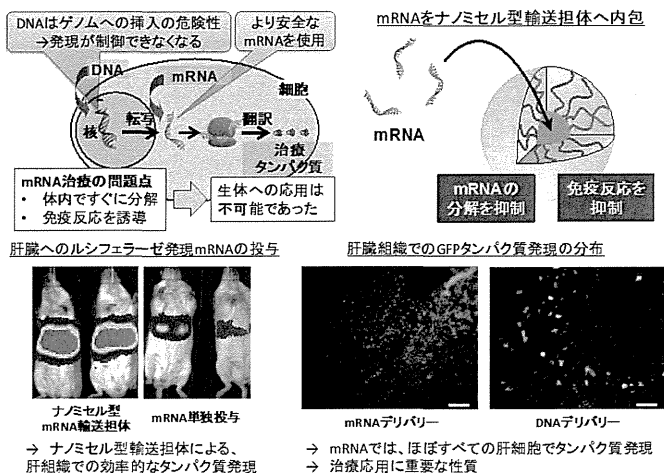 DNAはゲノムへの挿入の危険性
→発現が制御できなくなる
より安全な
mRNAを使用
DNA
mRNA
細胞
核
転写
翻訳
治療
タンパク質
mRNA治療の問題点
• 体内ですぐに分解
• 免疫反応を誘導
生体への応用は
不可能であった
mRNAをナノミセル型輸送担体へ内包
mRNA
mRNAの
分解を抑制
免疫反応を
抑制
肝臓へのルシフェラーゼ発現mRNAの投与
ナノミセル型
mRNA輸送担体
mRNA単独投与
→ ナノミセル型輸送担体による、
肝組織での効率的なタンパク質発現
肝臓組織でのGFPタンパク質発現の分布
mRNAデリバリー
DNAデリバリー
→ mRNAでは、ほぼすべての肝細胞でタンパク質発現
→ 治療応用に重要な性質